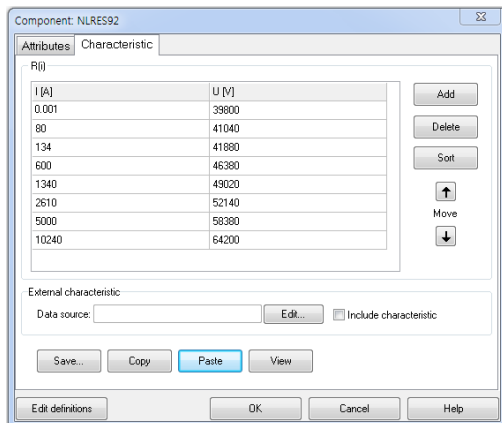 Component: NLRES92
Attributes
Characteristic
R(i)
I [A] U [V]
0.001 39800
80 41040
134 41880
600 46380
1340 49020
2610 52140
5000 58380
10240 64200
Add
Delete
Sort
Move
External characteristic
Data source:
Edit...
Include characteristic
Save...
Copy
Paste
View
Edit definitions
OK
Cancel
Help